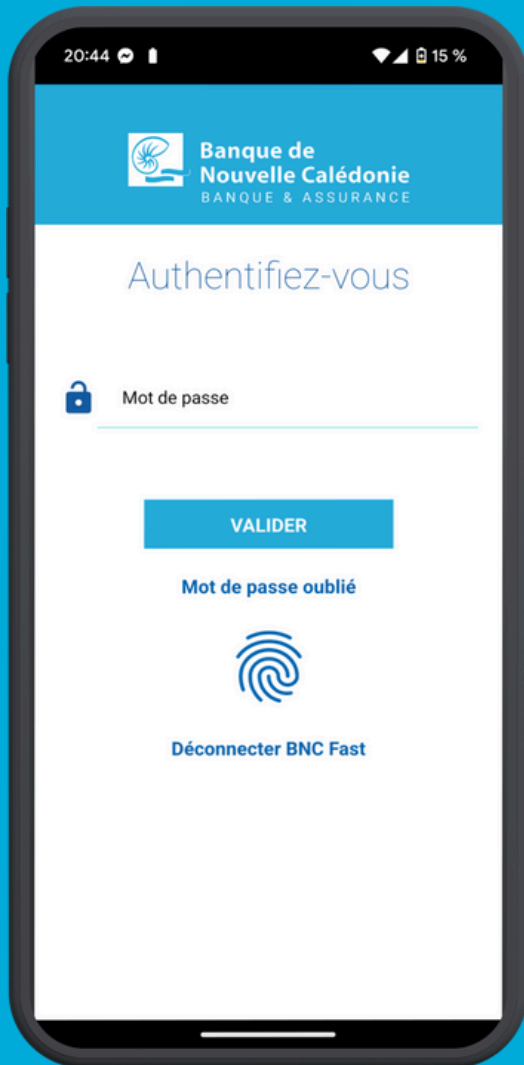 20:44 15 %
Banque de
Nouvelle Calédonie
BANQUE & ASSURANCE
Authentifiez-vous
Mot de passe
VALIDER
Mot de passe oublié
Déconnecter BNC Fast